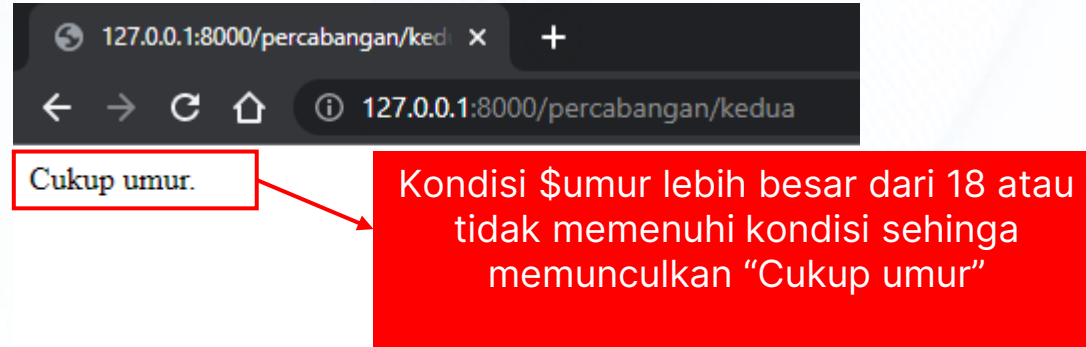 127.0.0.1:8000/percabangan/ked
127.0.0.1:8000/percabangan/kedua
Cukup umur.
Kondisi $umur lebih besar dari 18 atau
tidak memenuhi kondisi sehinga
memunculkan “Cukup umur”